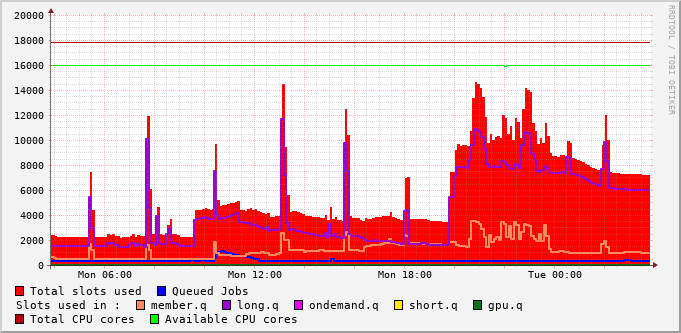 20000
18000
16000
14000
12000
10000
8000
6000
4000
2000
0
Mon 06:00 Mon 12:00 Mon 18:00 Tue 00:00
RRDTOOL / TOBI OETIKER
Total slots used Queued Jobs
Slots used in : member.q long.q ondemand.q short.q gpu.q
Total CPU cores Available CPU cores